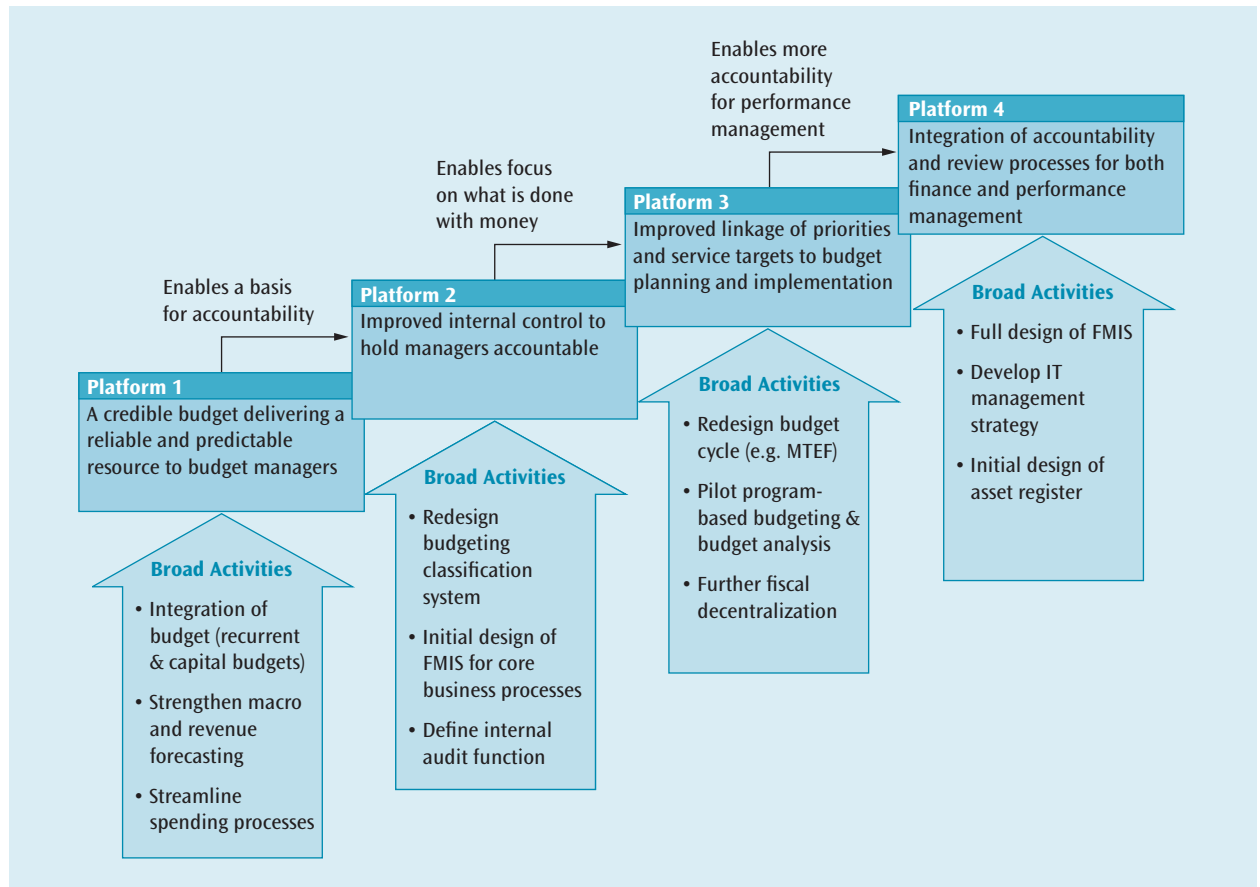 Platform 1
A credible budget delivering a
reliable and predictable
resource to budget managers
Broad Activities
• Integration of
budget (recurrent
& capital budgets)
• Strengthen macro
and revenue
forecasting
• Streamline
spending processes
Enables a basis
for accountability
Platform 2
Improved internal control to
hold managers accountable
Broad Activities
• Redesign
budgeting
classification
system
• Initial design of
FMIS for core
business processes
• Define internal
audit function
Enables focus
on what is done
with money
Platform 3
Improved linkage of priorities
and service targets to budget
planning and implementation
Broad Activities
• Redesign budget
cycle (e.g. MTEF)
• Pilot program-
based budgeting &
budget analysis
• Further fiscal
decentralization
Enables more
accountability
for performance
management
Platform 4
Integration of accountability
and review processes for both
finance and performance
management
Broad Activities
• Full design of FMIS
• Develop IT
management
strategy
• Initial design of
asset register